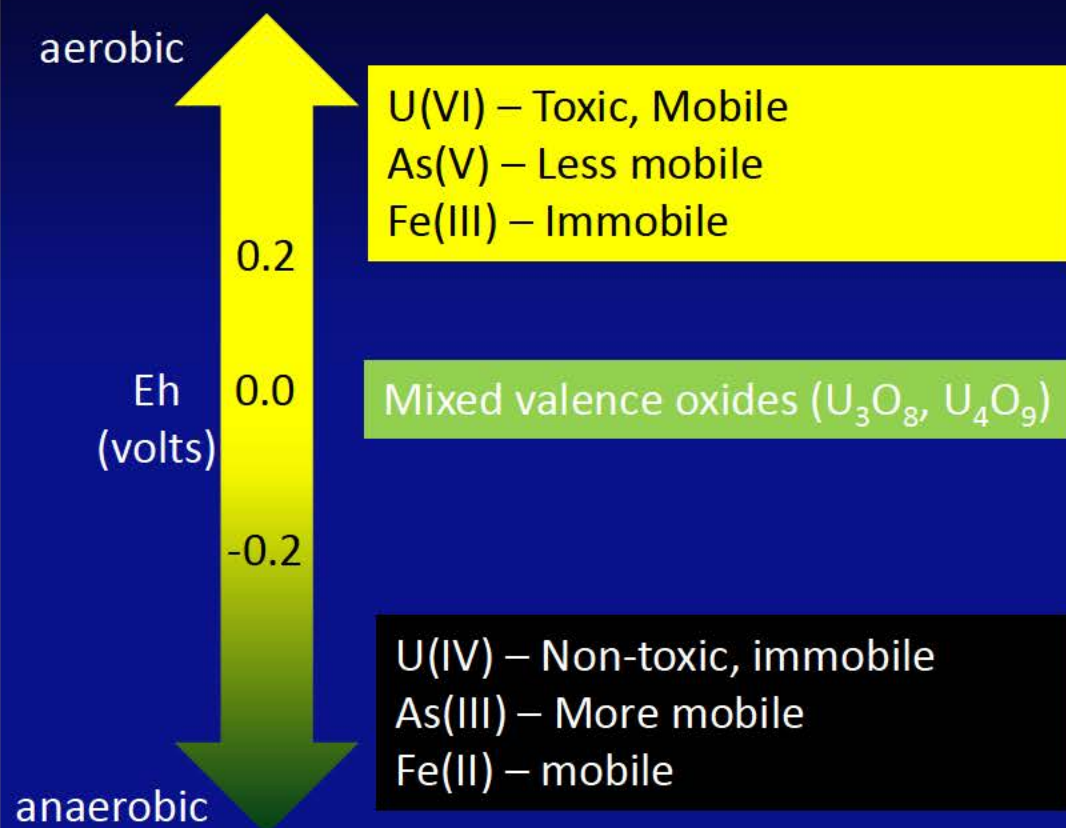 aerobic
U(VI) – Toxic, Mobile
As(V) – Less mobile
Fe(III) – Immobile
0.2
Eh
(volts)
0.0
Mixed valence oxides (U₃O₈, U₄O₉)
-0.2
U(IV) – Non-toxic, immobile
As(III) – More mobile
Fe(II) – mobile
anaerobic